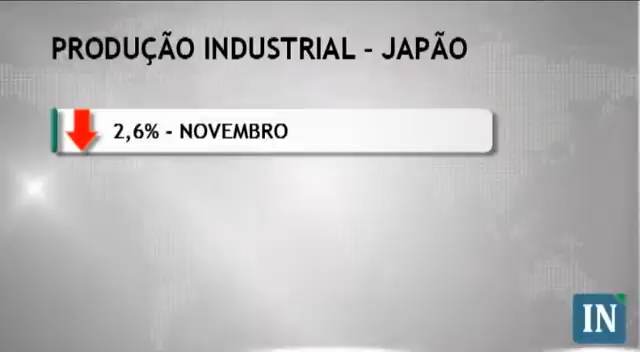 PRODUÇÃO INDUSTRIAL - JAPÃO
2,6% - NOVEMBRO
IN